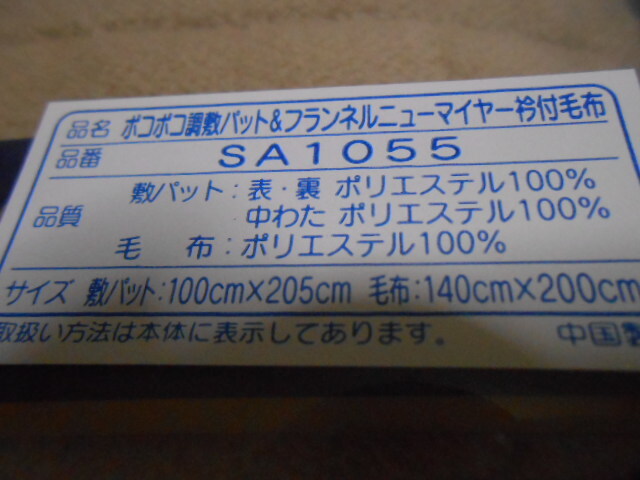 品名 ポコポコ調敷パット&フランネルニューマイヤー衿付毛布
品番 SA1055
品質 敷パット:表・裏 ポリエステル100%
中わた ポリエステル100%
毛 布:ポリエステル100%
サイズ 敷パット:100cm×205cm 毛布:140cm×200cm
取扱い方法は本体に表示してあります。 中国製